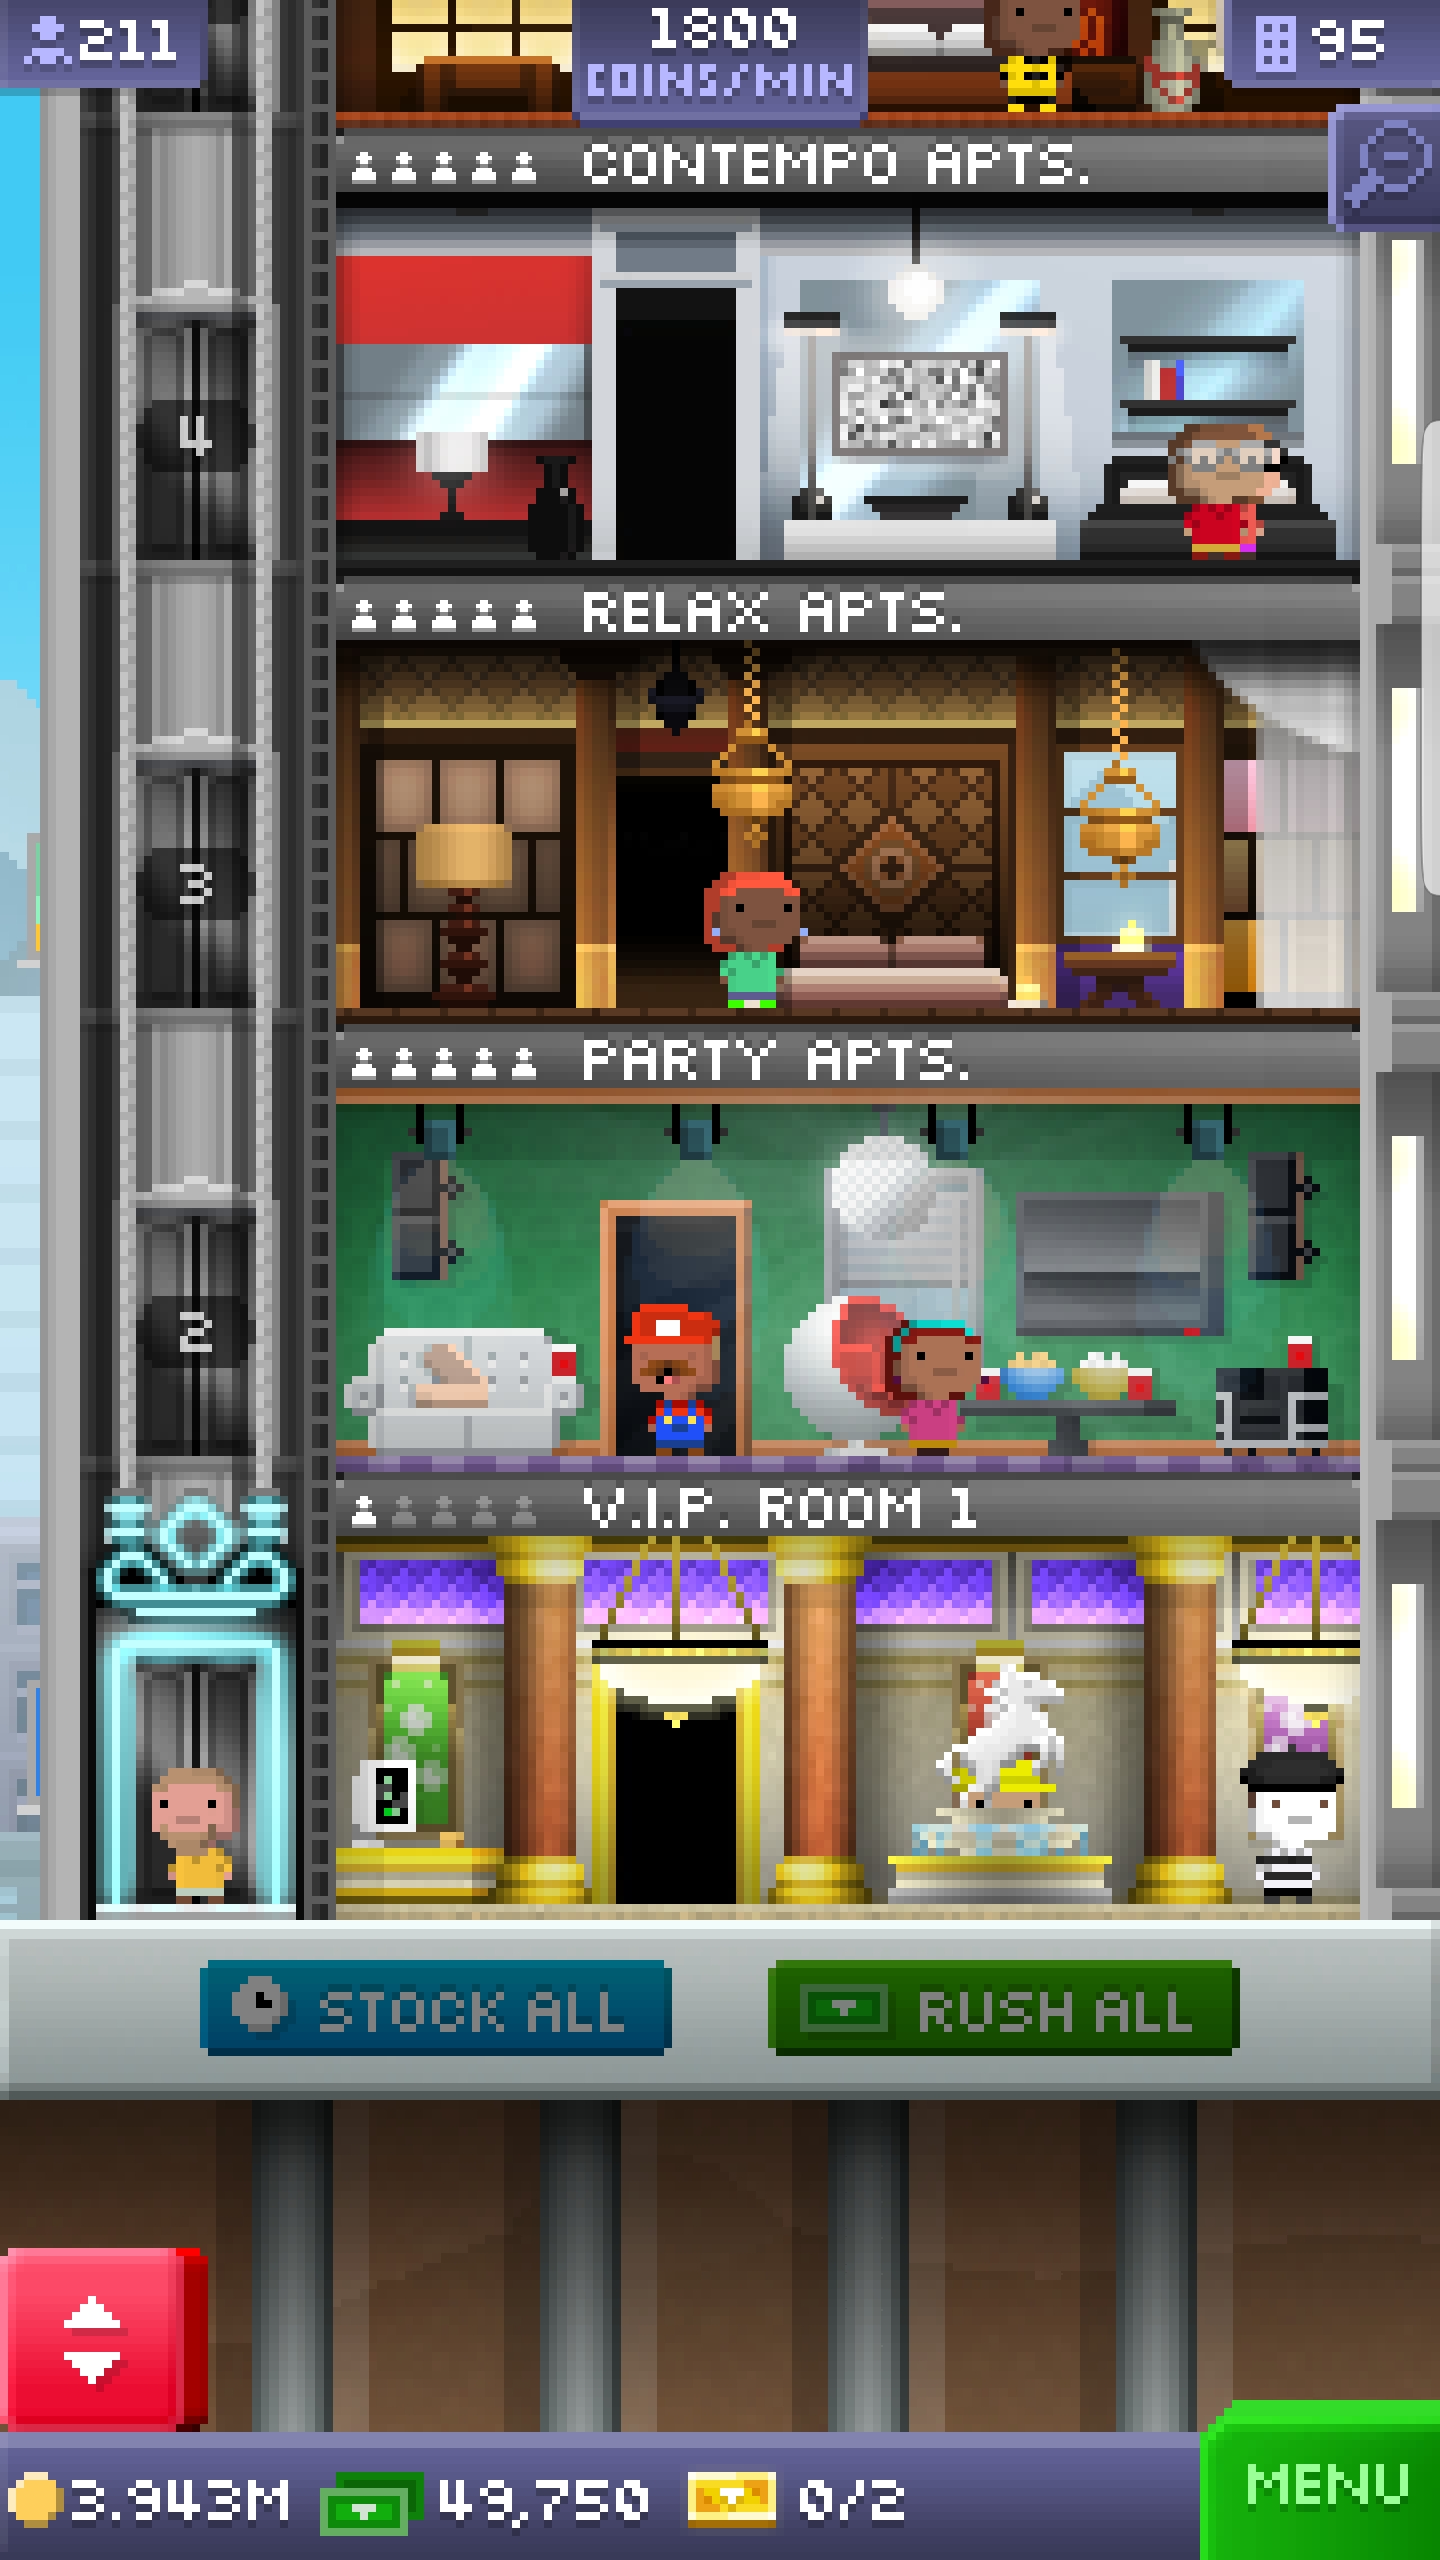 211
1800
COINS/MIN
95
CONTEMPO APTS.
4
RELAX APTS.
3
PARTY APTS.
2
V.I.P. ROOM 1
STOCK ALL
RUSH ALL
3.943M
49,750
0/2
MENU